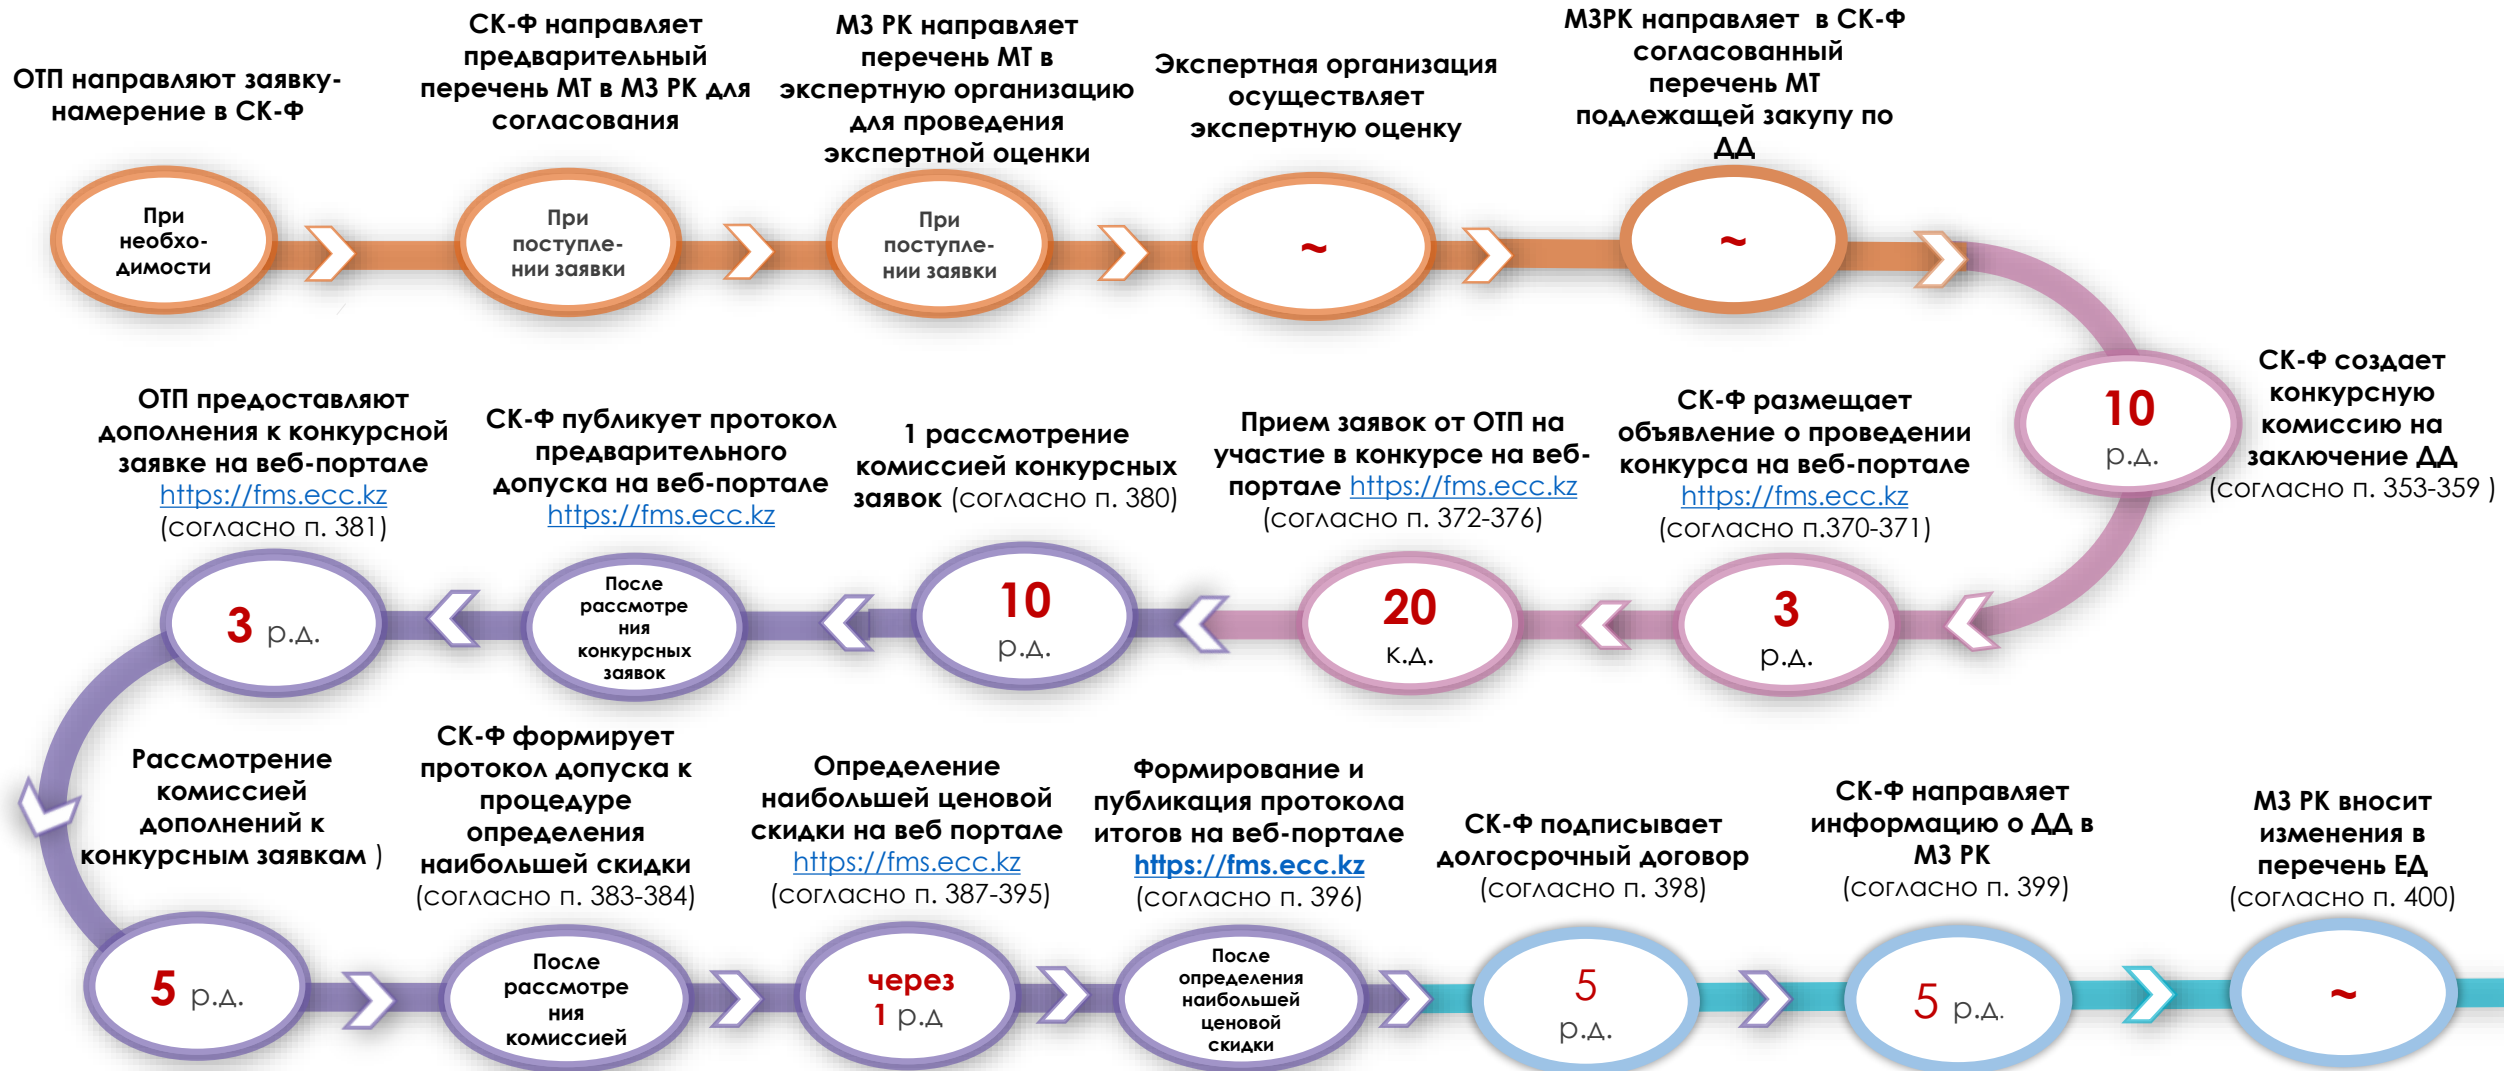 ОТП направляют заявку-
намерение в СК-Ф
СК-Ф направляет
предварительный
перечень МТ в МЗ РК для
согласования
МЗ РК направляет
перечень МТ в
экспертную организацию
для проведения
экспертной оценки
Экспертная организация
осуществляет
экспертную оценку
МЗРК направляет в СК-Ф
согласованный
перечень МТ
подлежащей закупу по
ДД
При
необхо-
димости
При
поступле-
нии заявки
При
поступле-
нии заявки
~
~
СК-Ф создает
конкурсную
комиссию на
заключение ДД
(согласно п. 353-359 )
10
р.д.
СК-Ф размещает
объявление о проведении
конкурса на веб-портале
https://fms.ecc.kz
(согласно п.370-371)
3
р.д.
Прием заявок от ОТП на
участие в конкурсе на веб-
портале https://fms.ecc.kz
(согласно п. 372-376)
20
к.д.
1 рассмотрение
комиссией конкурсных
заявок (согласно п. 380)
10
р.д.
СК-Ф публикует протокол
предварительного
допуска на веб-портале
https://fms.ecc.kz
После
рассмотре
ния
конкурсных
заявок
ОТП предоставляют
дополнения к конкурсной
заявке на веб-портале
https://fms.ecc.kz
(согласно п. 381)
3 р.д.
Рассмотрение
комиссией
дополнений к
конкурсным заявкам )
5 р.д.
СК-Ф формирует
протокол допуска к
процедуре
определения
наибольшей скидки
(согласно п. 383-384)
После
рассмотре
ния
комиссией
Определение
наибольшей ценовой
скидки на веб портале
https://fms.ecc.kz
(согласно п. 387-395)
через
1 р.д
Формирование и
публикация протокола
итогов на веб-портале
https://fms.ecc.kz
(согласно п. 396)
После
определения
наибольшей
ценовой
скидки
СК-Ф подписывает
долгосрочный договор
(согласно п. 398)
5
р.д.
СК-Ф направляет
информацию о ДД в
МЗ РК
(согласно п. 399)
5 р.д.
МЗ РК вносит
изменения в
перечень ЕД
(согласно п. 400)
~